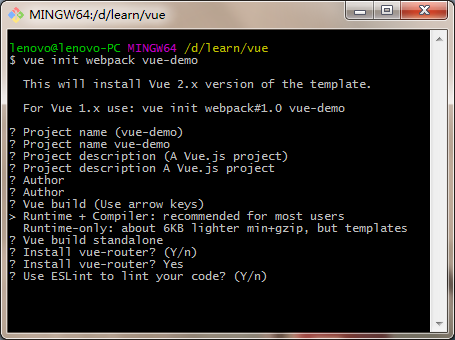 MINGW64:/d/learn/vue
lenovo@lenovo-PC MINGW64 /d/learn/vue
$ vue init webpack vue-demo
This will install Vue 2.x version of the template.
For Vue 1.x use: vue init webpack#1.0 vue-demo
? Project name (vue-demo)
? Project name vue-demo
? Project description (A Vue.js project)
? Project description A Vue.js project
? Author
? Author
? Vue build (Use arrow keys)
> Runtime + Compiler: recommended for most users
Runtime-only: about 6KB lighter min+gzip, but templates
? Vue build standalone
? Install vue-router? (Y/n)
? Install vue-router? Yes
? Use ESLint to lint your code? (Y/n)